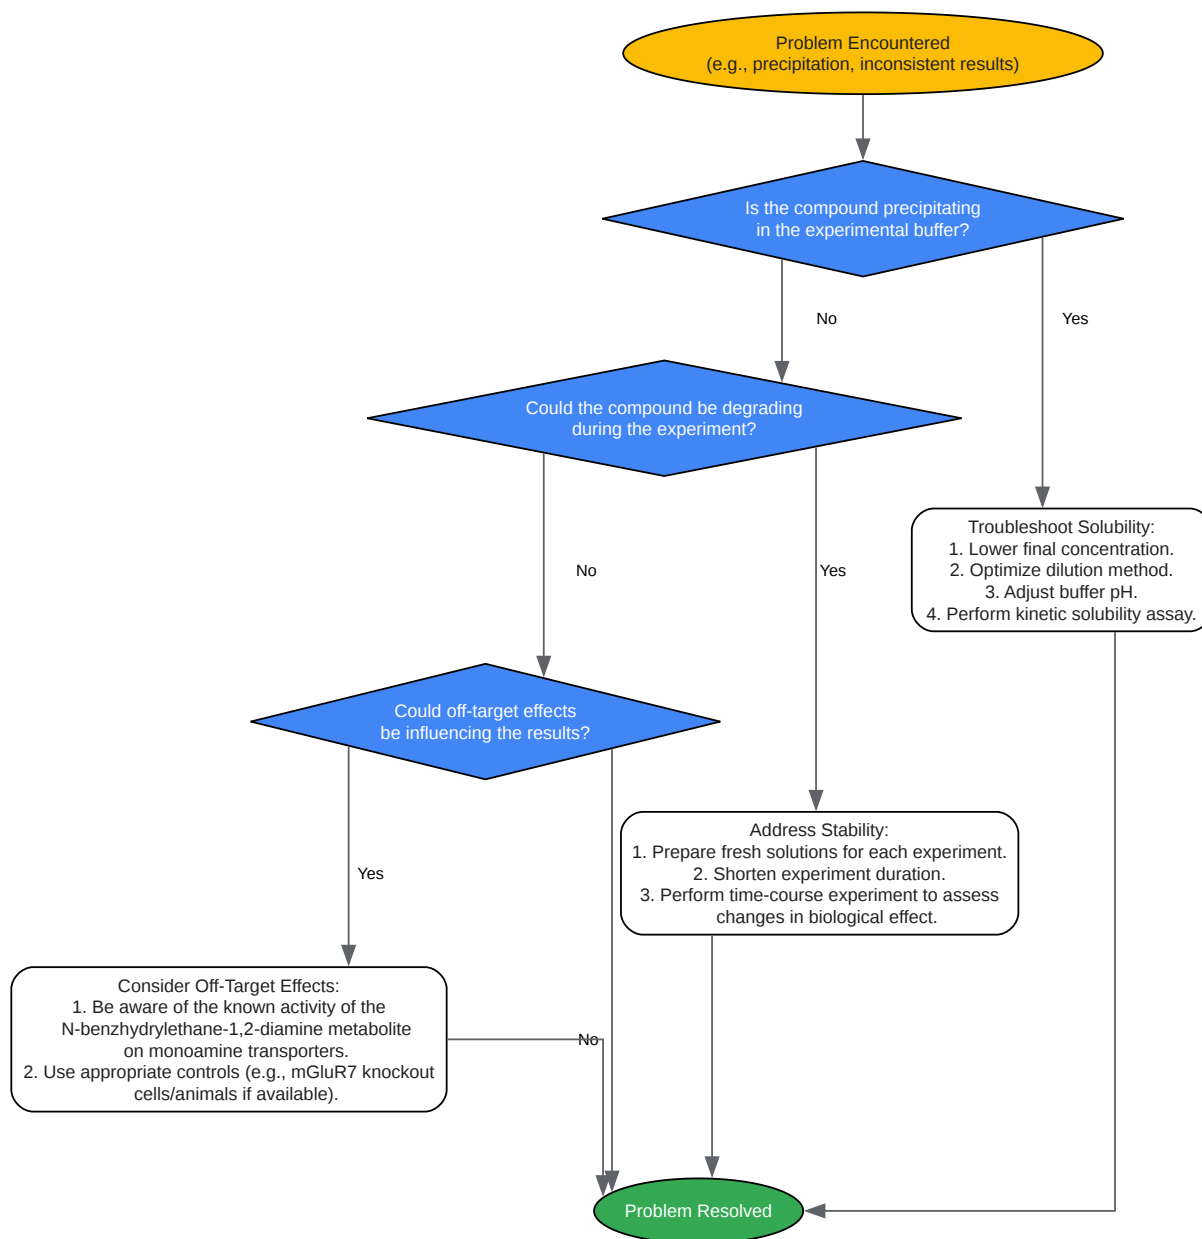 Problem Encountered
(e.g., precipitation, inconsistent results)
Is the compound precipitating
in the experimental buffer?
No
Yes
Could the compound be degrading
during the experiment?
Troubleshoot Solubility:
1. Lower final concentration.
2. Optimize dilution method.
3. Adjust buffer pH.
4. Perform kinetic solubility assay.
No
Yes
Could off-target effects
be influencing the results?
Address Stability:
1. Prepare fresh solutions for each experiment.
2. Shorten experiment duration.
3. Perform time-course experiment to assess
changes in biological effect.
Yes
Consider Off-Target Effects:
1. Be aware of the known activity of the
N-benzhydrylethane-1,2-diamine metabolite
on monoamine transporters.
2. Use appropriate controls (e.g., mGluR7 knockout
cells/animals if available).
No
Problem Resolved